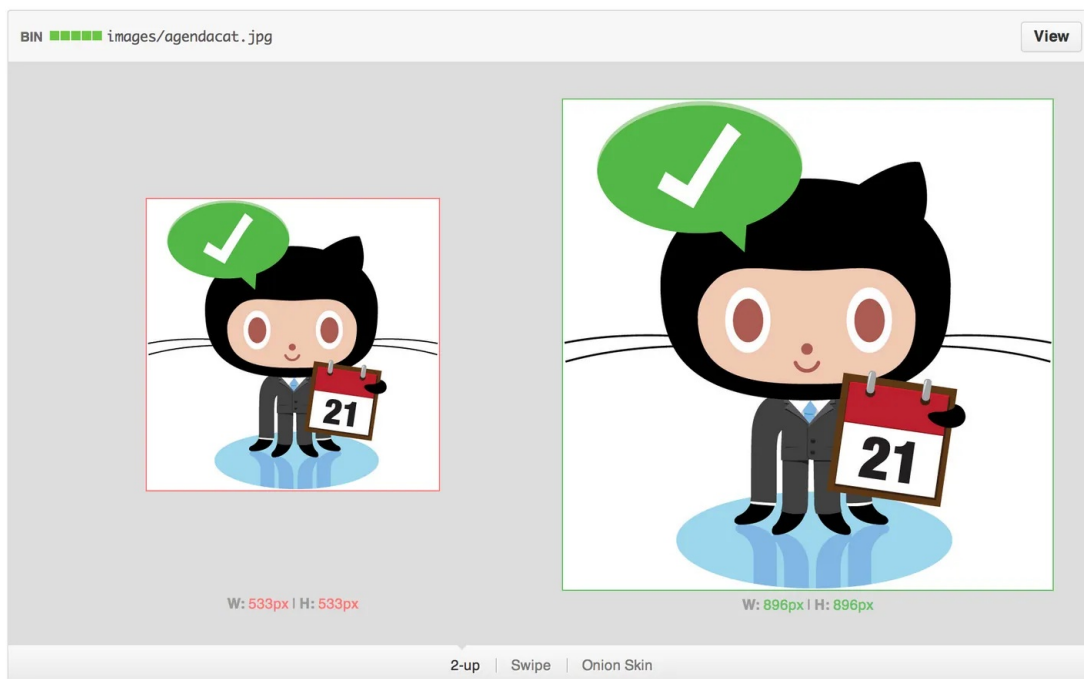 BIN images/agendacat.jpg View
21
21
W: 533px | H: 533px
W: 896px | H: 896px
2-up | Swipe | Onion Skin